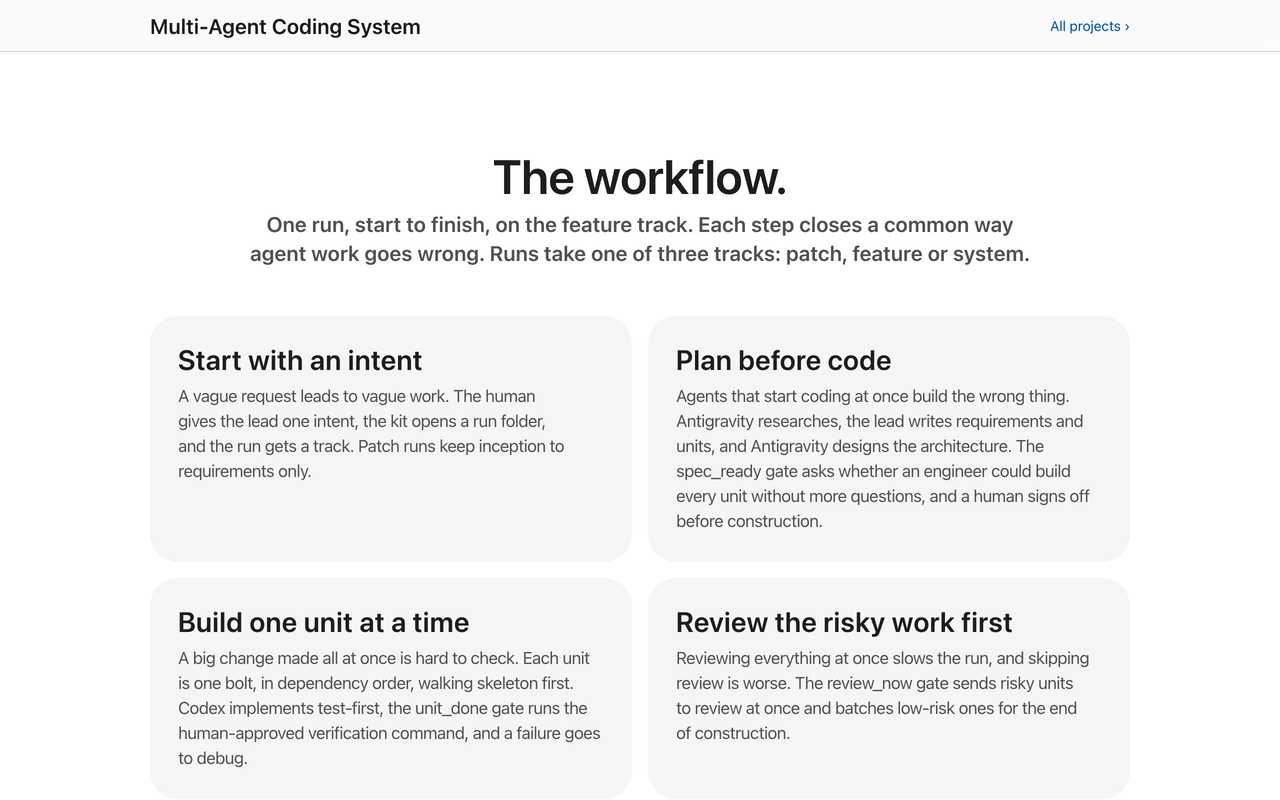 Multi-Agent Coding System
All projects ›
The workflow.
One run, start to finish, on the feature track. Each step closes a common way
agent work goes wrong. Runs take one of three tracks: patch, feature or system.
Start with an intent
A vague request leads to vague work. The human
gives the lead one intent, the kit opens a run folder,
and the run gets a track. Patch runs keep inception to
requirements only.
Plan before code
Agents that start coding at once build the wrong thing.
Antigravity researches, the lead writes requirements and
units, and Antigravity designs the architecture. The
spec_ready gate asks whether an engineer could build
every unit without more questions, and a human signs off
before construction.
Build one unit at a time
A big change made all at once is hard to check. Each unit
is one bolt, in dependency order, walking skeleton first.
Codex implements test-first, the unit_done gate runs the
human-approved verification command, and a failure goes
to debug.
Review the risky work first
Reviewing everything at once slows the run, and skipping
review is worse. The review_now gate sends risky units
to review at once and batches low-risk ones for the end
of construction.